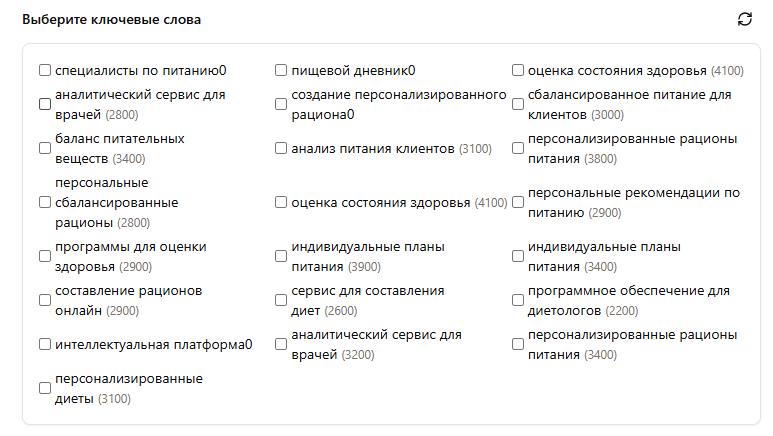 Выберите ключевые слова
специалисты по питанию0
пищевой дневник0
оценка состояния здоровья (4100)
аналитический сервис для
врачей (2800)
создание персонализированного
рациона0
сбалансированное питание для
клиентов (3000)
баланс питательных
веществ (3400)
анализ питания клиентов (3100)
персонализированные рационы
питания (3800)
персональные
сбалансированные
рационы (2800)
оценка состояния здоровья (4100)
персональные рекомендации по
питанию (2900)
программы для оценки
здоровья (2900)
индивидуальные планы
питания (3900)
индивидуальные планы
питания (3400)
составление рационов
онлайн (2900)
сервис для составления
диет (2600)
программное обеспечение для
диетологов (2200)
интеллектуальная платформа0
аналитический сервис для
врачей (3200)
персонализированные рационы
питания (3400)
персонализированные
диеты (3100)